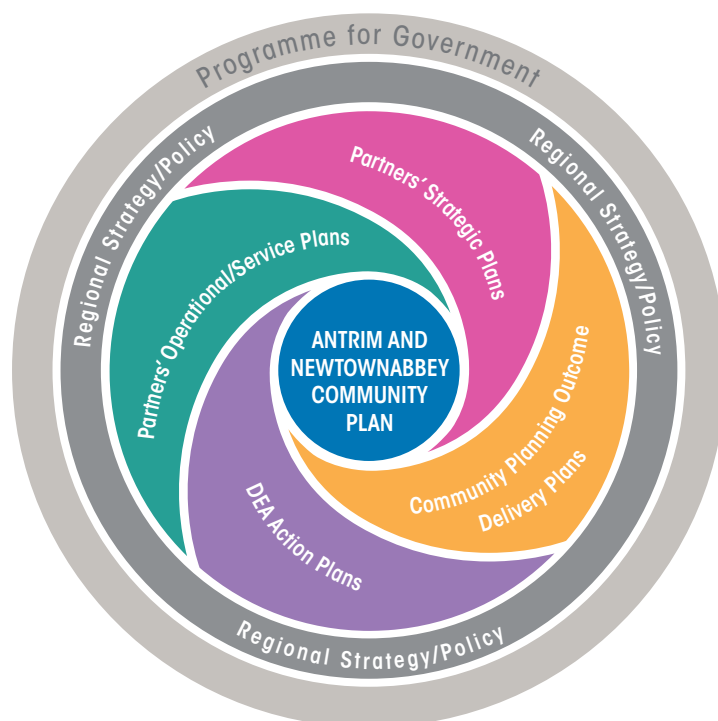 Programme for Government
Regional Strategy/Policy
Regional Strategy/Policy
Partners' Strategic Plans
Partners' Operational/Service Plans
ANTRIM AND
NEWTOWNABBEY
COMMUNITY
PLAN
Community Planning Outcome
Delivery Plans
DEA Action Plans
Regional Strategy/Policy